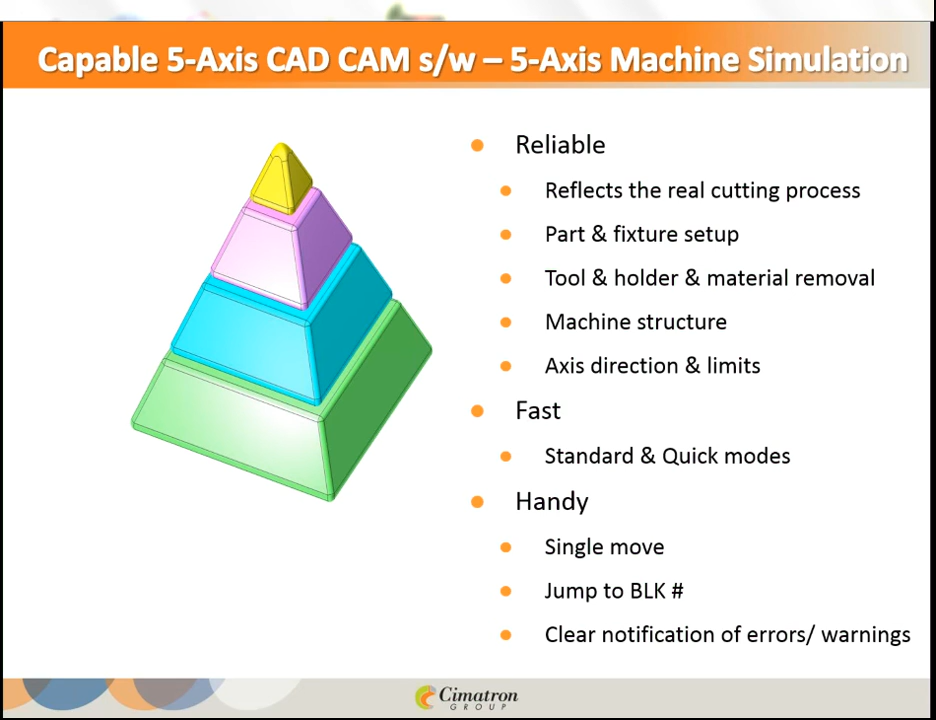 Capable 5-Axis CAD CAM s/w – 5-Axis Machine Simulation
Reliable
Reflects the real cutting process
Part & fixture setup
Tool & holder & material removal
Machine structure
Axis direction & limits
Fast
Standard & Quick modes
Handy
Single move
Jump to BLK #
Clear notification of errors/ warnings
Cimatron
GROUP